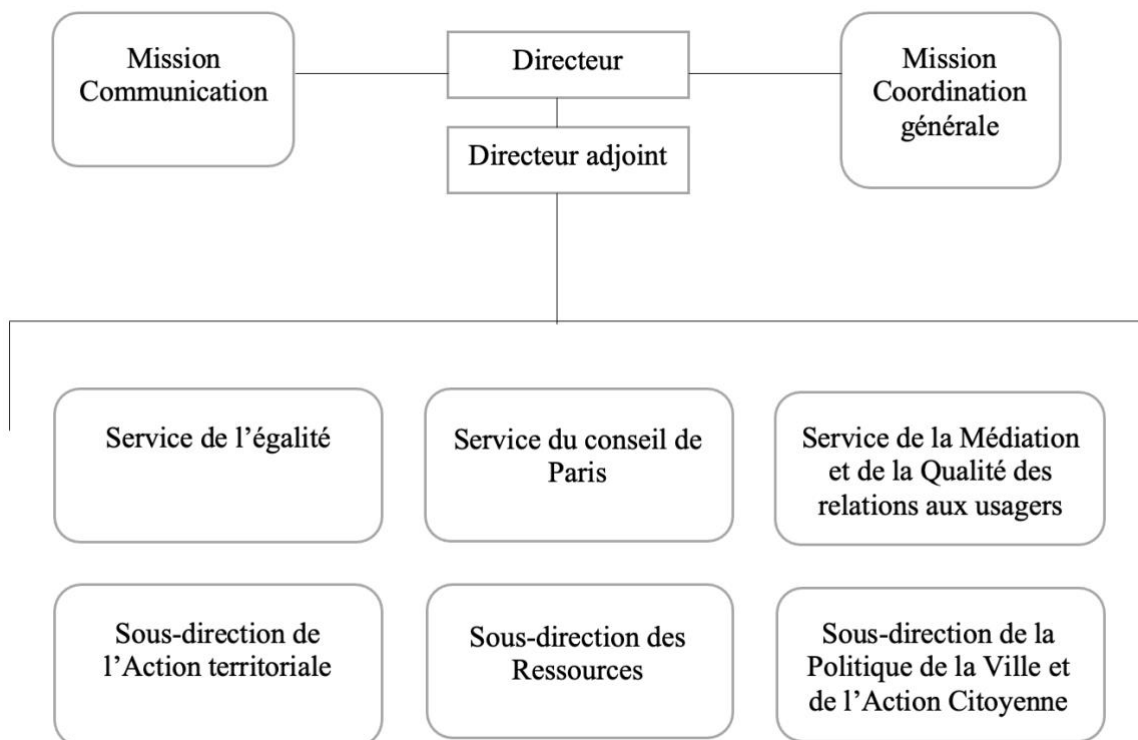 Mission
Communication
Directeur
Mission
Coordination
générale
Directeur adjoint
Service de l’égalité
Service du conseil de
Paris
Service de la Médiation
et de la Qualité des
relations aux usagers
Sous-direction de
l’Action territoriale
Sous-direction des
Ressources
Sous-direction de la
Politique de la Ville et
de l’Action Citoyenne